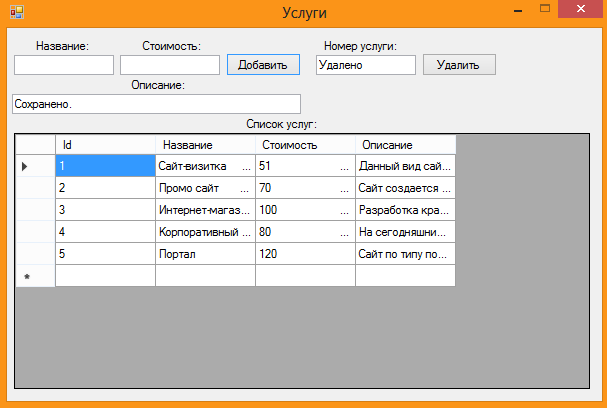 Услуги
Название: Стоимость: Номер услуги:
Добавить Удалено Удалить
Описание:
Сохранено.
Список услуг:
Id Название Стоимость Описание
1 Сайт-визитка ... 51 ... Данный вид сай...
2 Промо сайт ... 70 ... Сайт создается ...
3 Интернет-магаз... 100 ... Разработка кра...
4 Корпоративный ... 80 ... На сегодняшни...
5 Портал ... 120 ... Сайт по типу по...